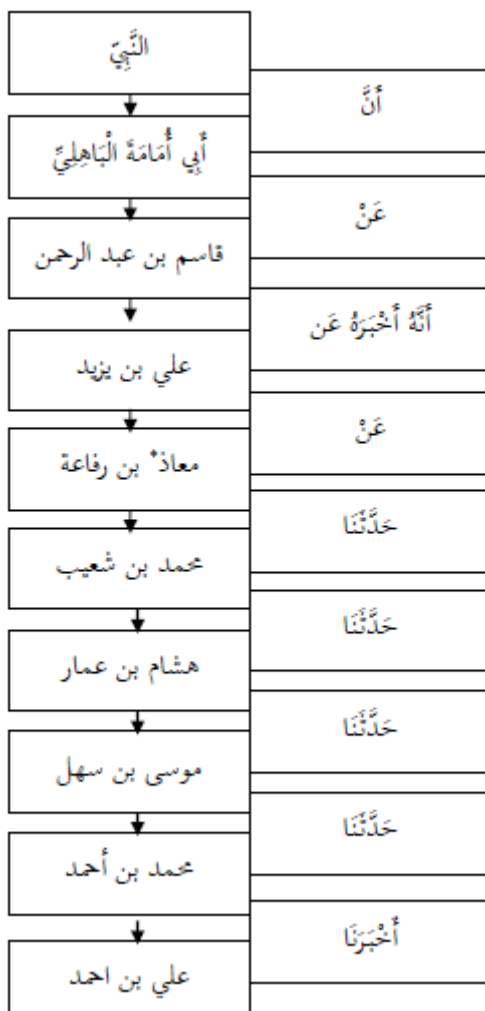 النَّبِيّ
أَنَّ
أَبِي أُمَامَةَ الْبَاهِلِيِّ
عَنْ
قاسم بن عبد الرحمن
أَنَّهُ أَخْبَرَهُ عَن
علي بن يزيد
عَنْ
معاذ* بن رفاعة
حَدَّثَنَا
محمد بن شعيب
حَدَّثَنَا
هشام بن عمار
حَدَّثَنَا
موسى بن سهل
حَدَّثَنَا
محمد بن أحمد
أَخْبَرَنَا
علي بن احمد